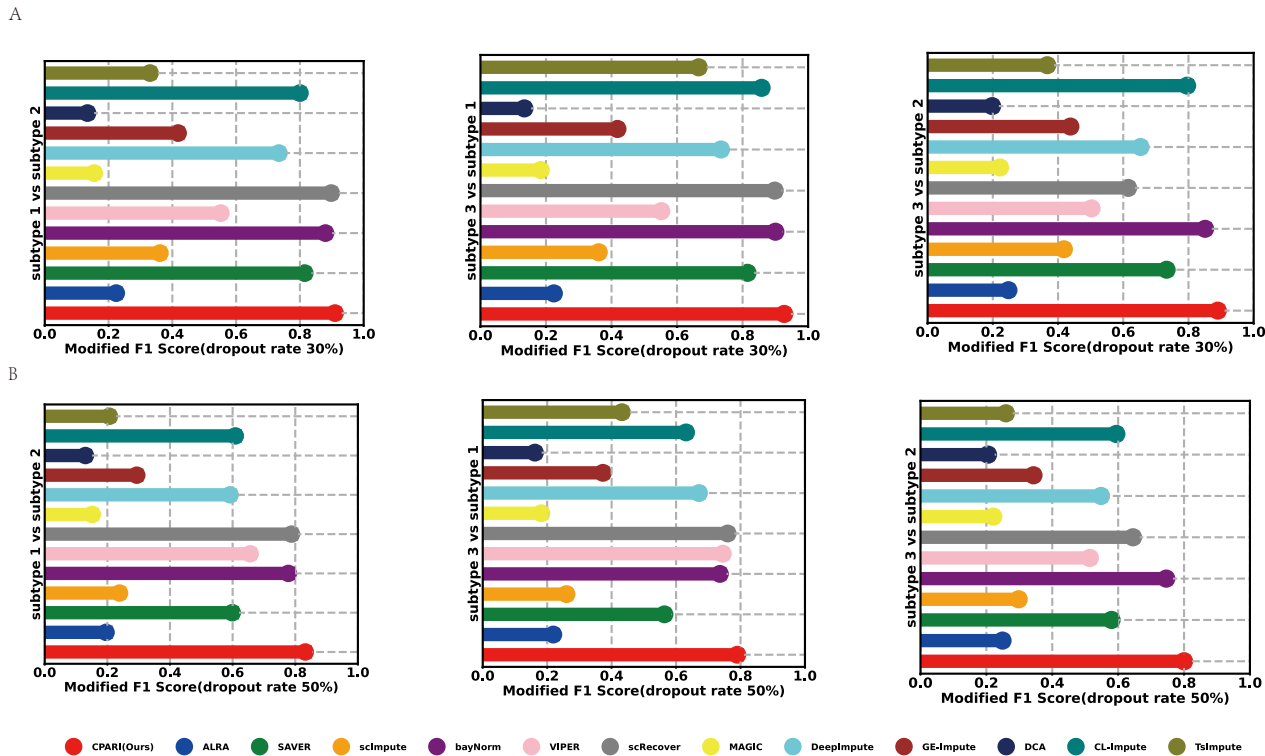 A
subtype 1 vs subtype 2
0.0 0.2 0.4 0.6 0.8 1.0
Modified F1 Score(dropout rate 30%)
subtype 3 vs subtype 1
0.0 0.2 0.4 0.6 0.8 1.0
Modified F1 Score(dropout rate 30%)
subtype 3 vs subtype 2
0.0 0.2 0.4 0.6 0.8 1.0
Modified F1 Score(dropout rate 30%)
B
subtype 1 vs subtype 2
0.0 0.2 0.4 0.6 0.8 1.0
Modified F1 Score(dropout rate 50%)
subtype 3 vs subtype 1
0.0 0.2 0.4 0.6 0.8 1.0
Modified F1 Score(dropout rate 50%)
subtype 3 vs subtype 2
0.0 0.2 0.4 0.6 0.8 1.0
Modified F1 Score(dropout rate 50%)
CPARI(Ours) ALRA SAVER scImpute bayNorm VIPER scRecover MAGIC DeepImpute GE-Impute DCA CL-Impute TsImpute